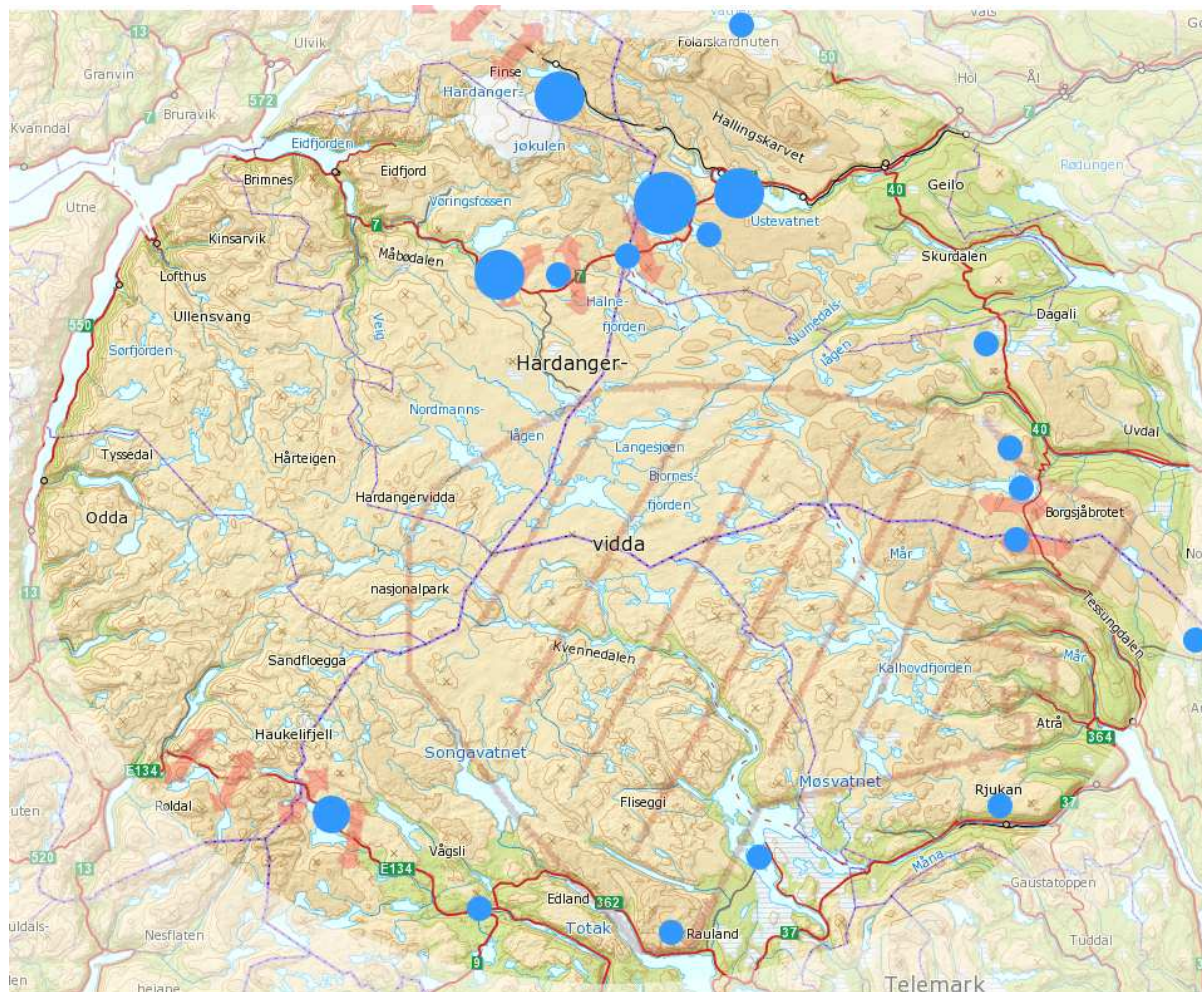 Vats
Folarskardnuten
13
Ulvik
50
Hol
Ål
Granvin
Finse
Hardanger-
572
Bruravik
7
7
Kvanndal
Hallingskarvet
jøkulen
Eidfjorden
Eidfjord
Rødungen
Brimnes
40
Geilo
Utne
Vøringsfossen
Ustevatnet
7
Kinsarvik
Måbødalen
Skurdalen
Lofthus
7
Halne-
fjorden
Ullensvang
Numedals-
lågen
Dagali
550
Veig
Sørfjorden
Hardanger-
Nordmanns-
lågen
40
Uvdal
Langesjøen
Tyssedal
Hårteigen
Bjornes-
fjorden
Hardangervidda
Odda
Borgsjåbrotet
vidda
Mår
13
nasjonalpark
Tessungdalen
Kvennedalen
Sandfloegga
Mår
Kalhovdfjorden
Atrå
Haukelifjell
364
Songavatnet
E134
Møsvatnet
Røldal
Fliseggi
Rjukan
37
520
Vågsli
13
E134
Måna
Gaustatoppen
Edland
362
Totak
Rauland
37
Nesflaten
Tuddal
9
Telemark